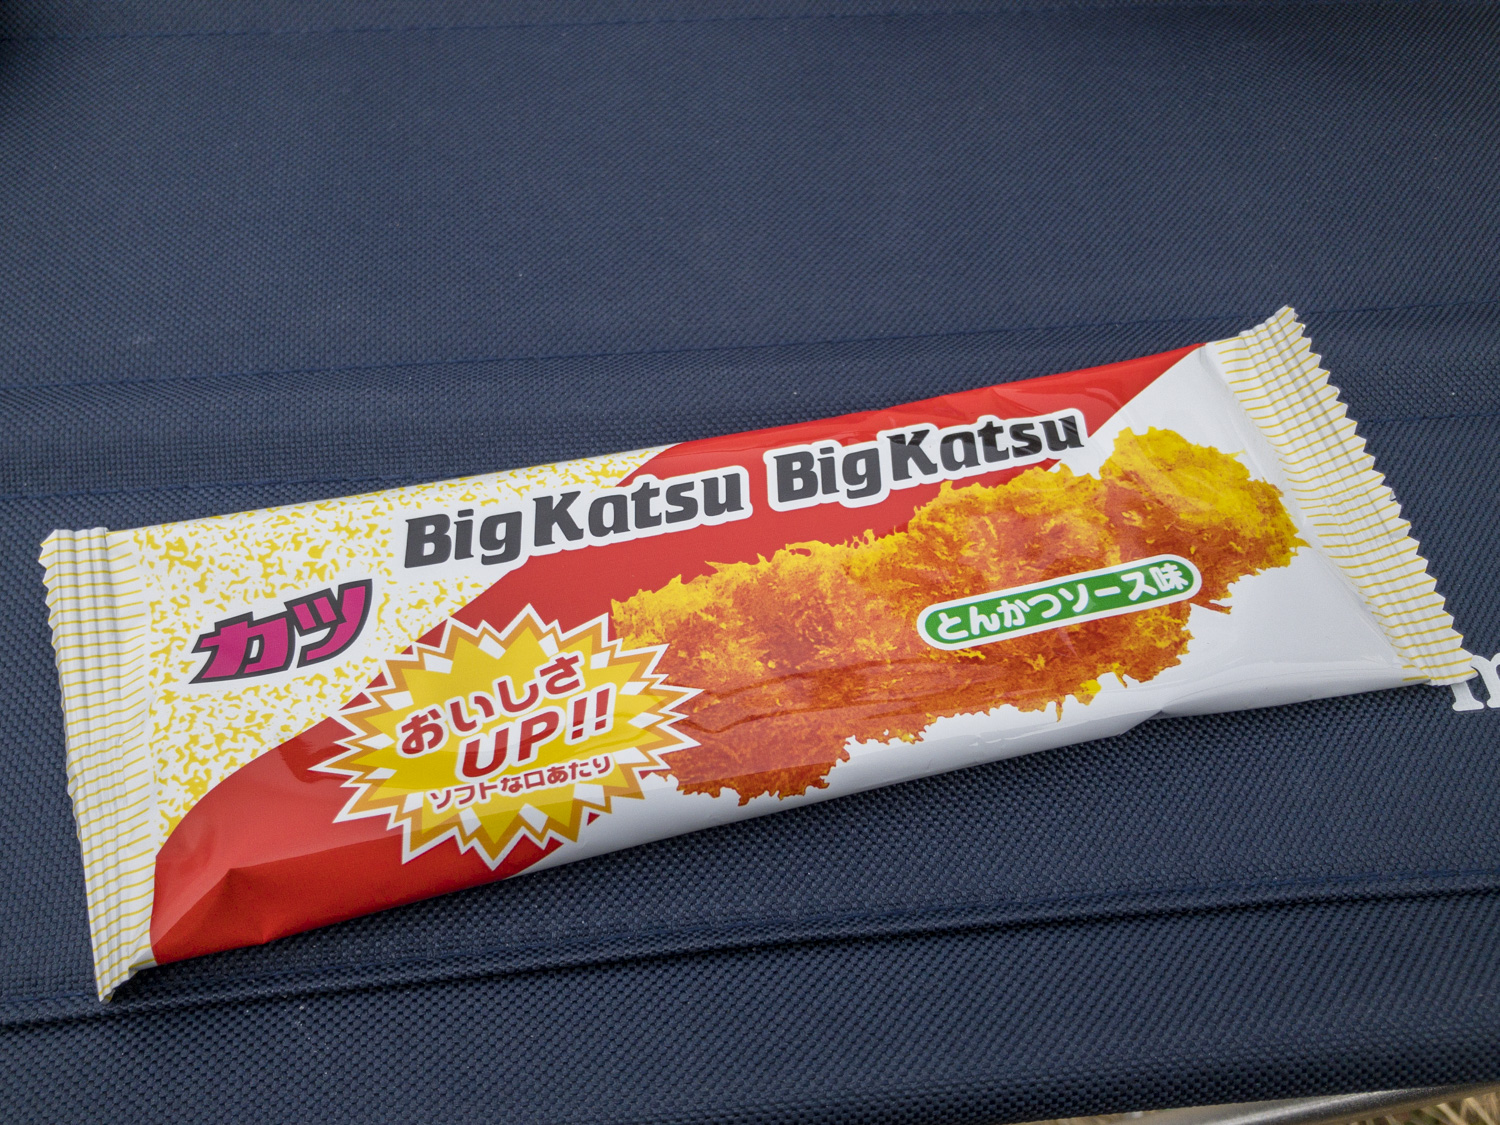 BigKatsu BigKatsu
カツ
おいしさ
UP!!
ソフトな口あたり
とんかつソース味